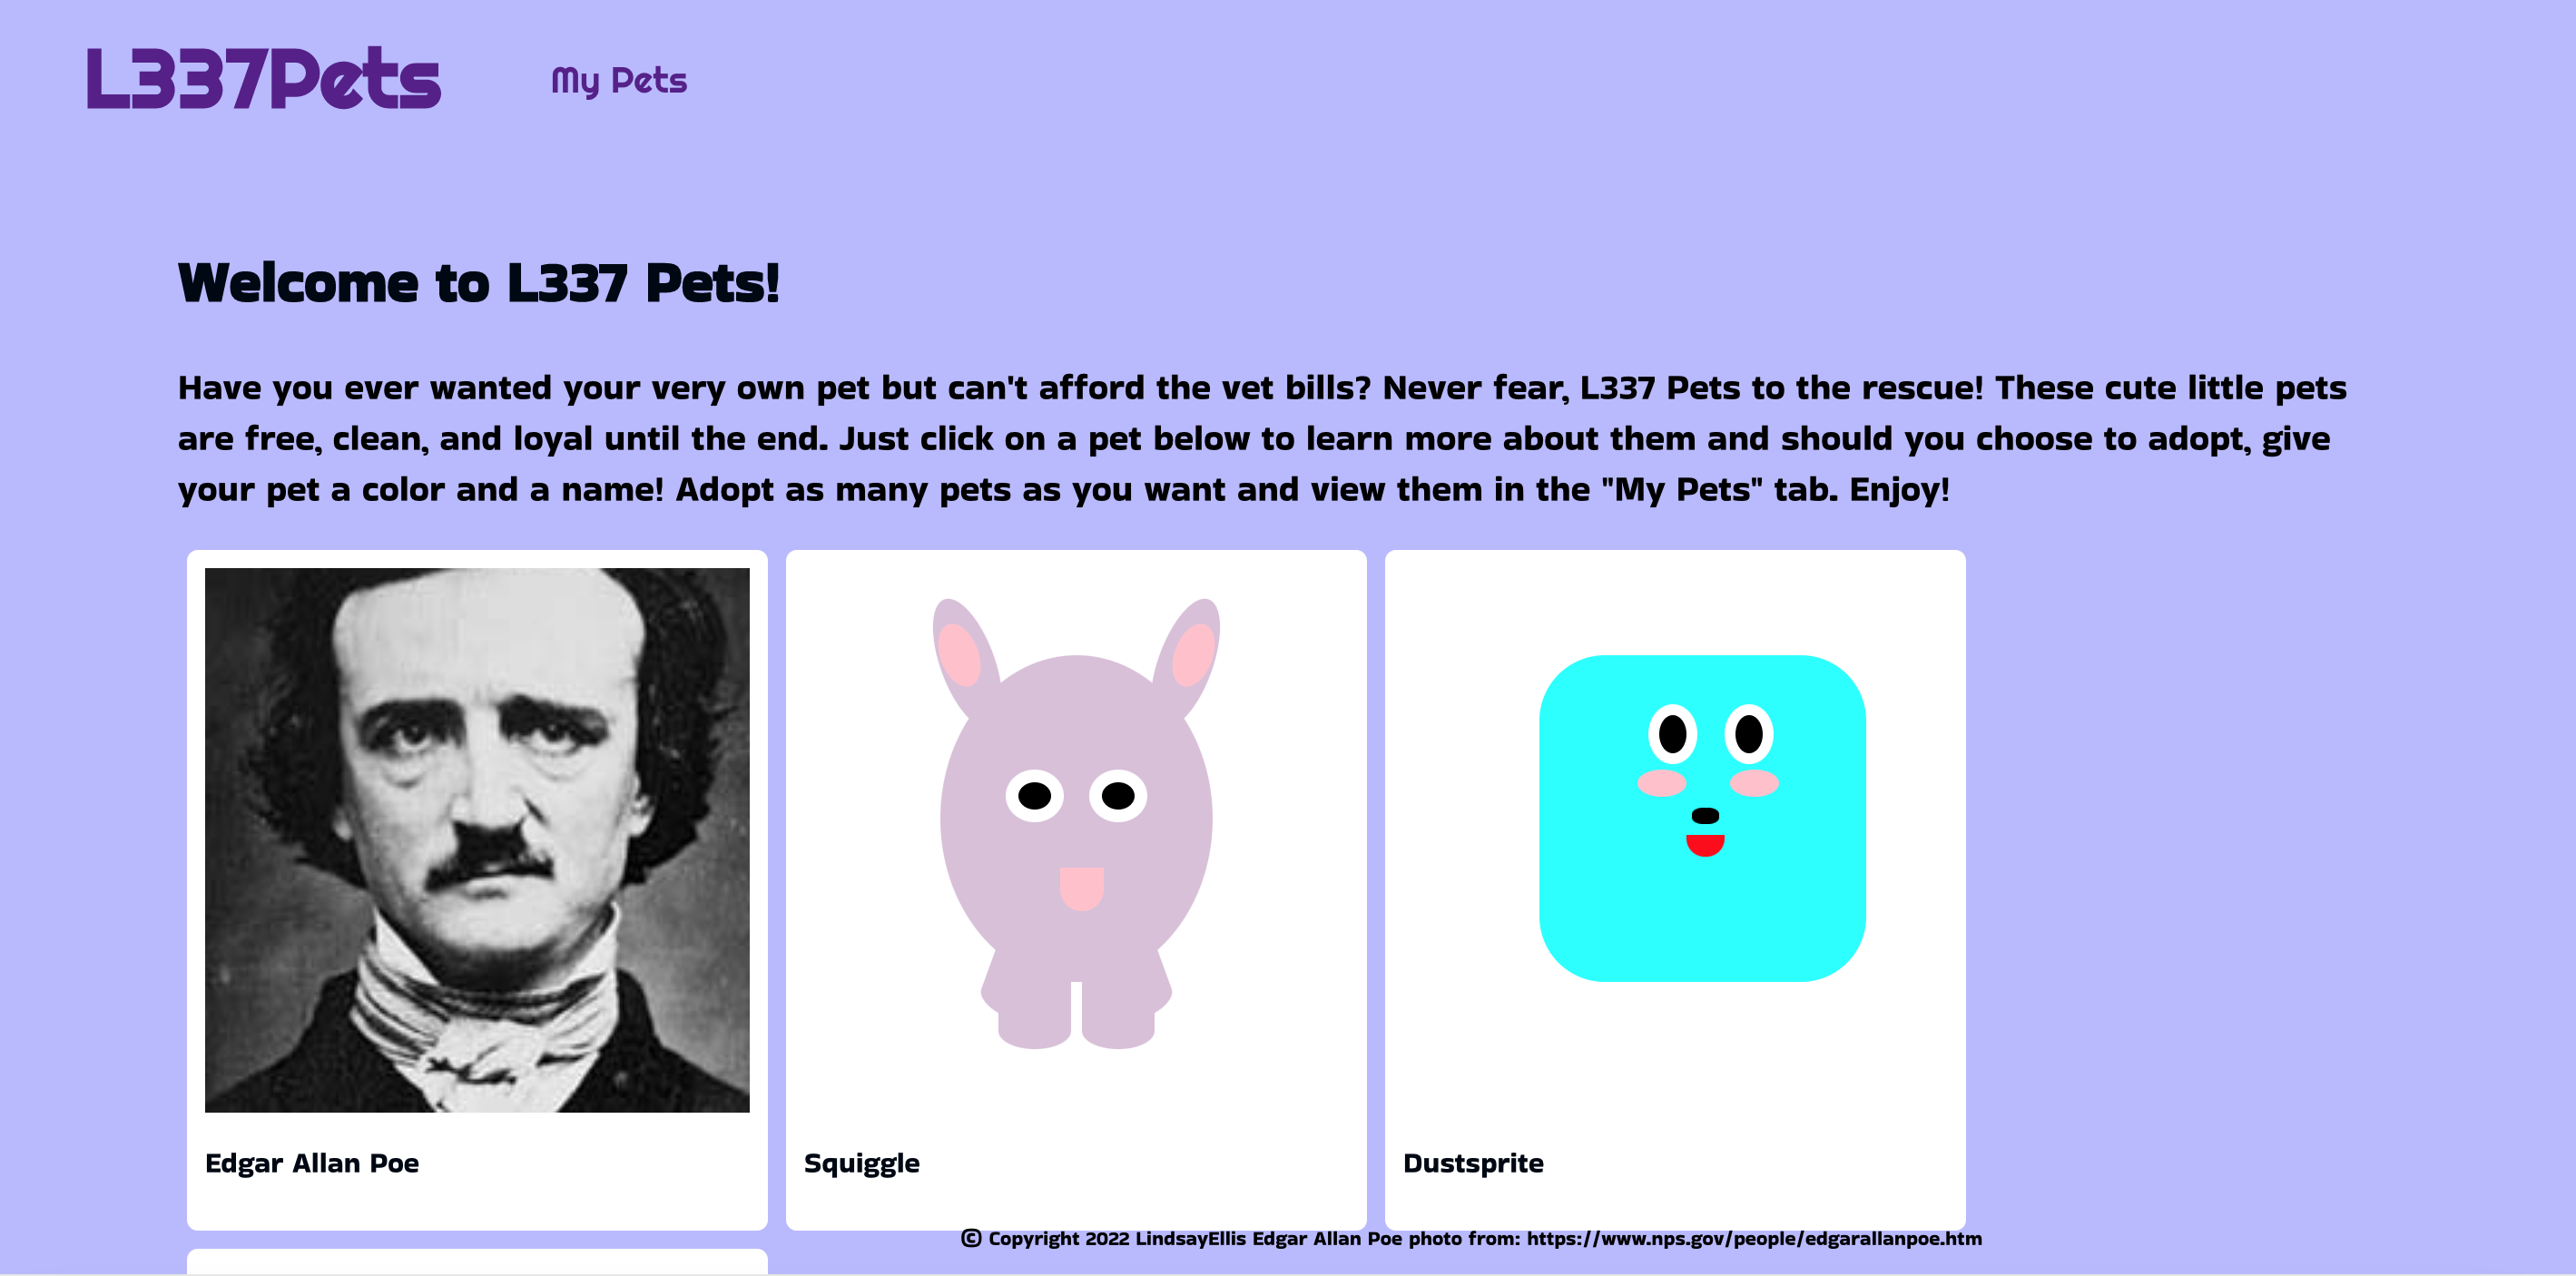 L337Pets
My Pets
Welcome to L337 Pets!
Have you ever wanted your very own pet but can't afford the vet bills? Never fear, L337 Pets to the rescue! These cute little pets
are free, clean, and loyal until the end. Just click on a pet below to learn more about them and should you choose to adopt, give
your pet a color and a name! Adopt as many pets as you want and view them in the "My Pets" tab. Enjoy!
Edgar Allan Poe
Squiggle
Dustsprite
© Copyright 2022 LindsayEllis Edgar Allan Poe photo from: https://www.nps.gov/people/edgarallanpoe.htm